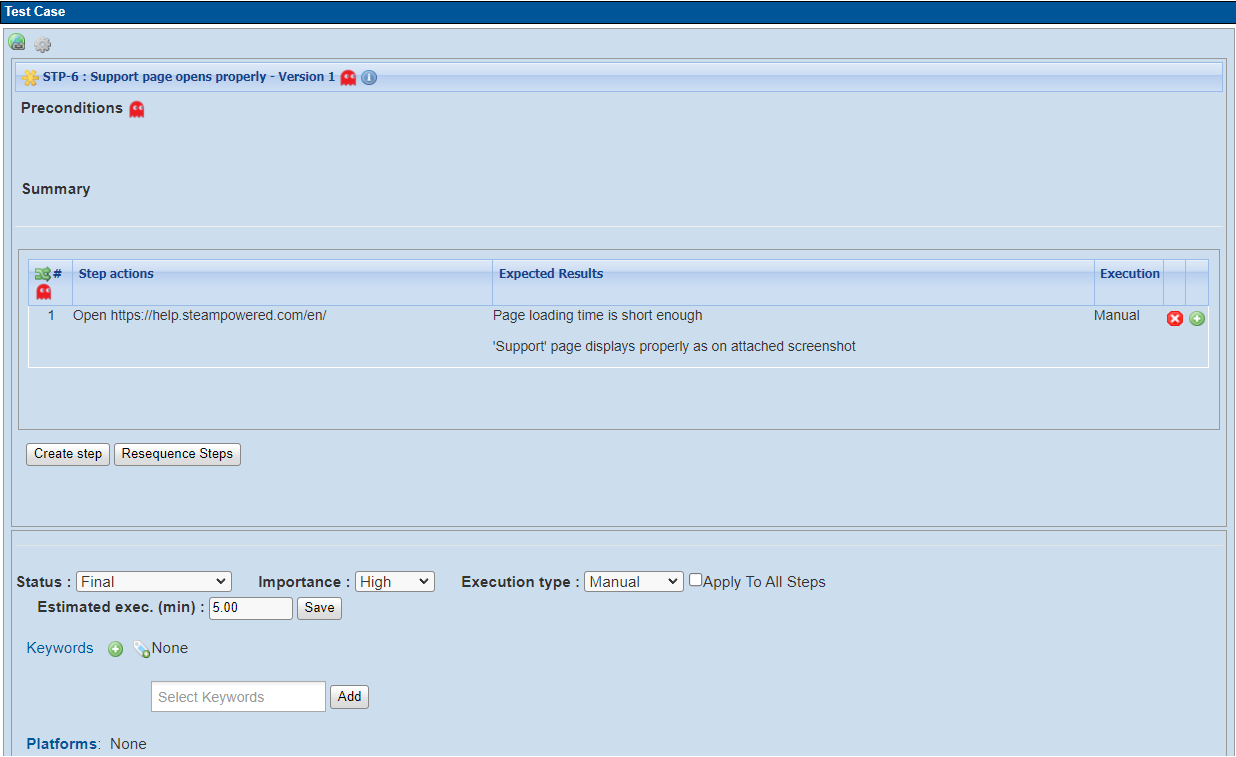 Test Case
STP-6 : Support page opens properly - Version 1
Preconditions
Summary
# Step actions Expected Results Execution
1 Open https://help.steampowered.com/en/ Page loading time is short enough Manual
'Support' page displays properly as on attached screenshot
Create step Resequence Steps
Status : Final Importance : High Execution type : Manual Apply To All Steps
Estimated exec. (min) : 5.00 Save
Keywords None
Select Keywords Add
Platforms: None